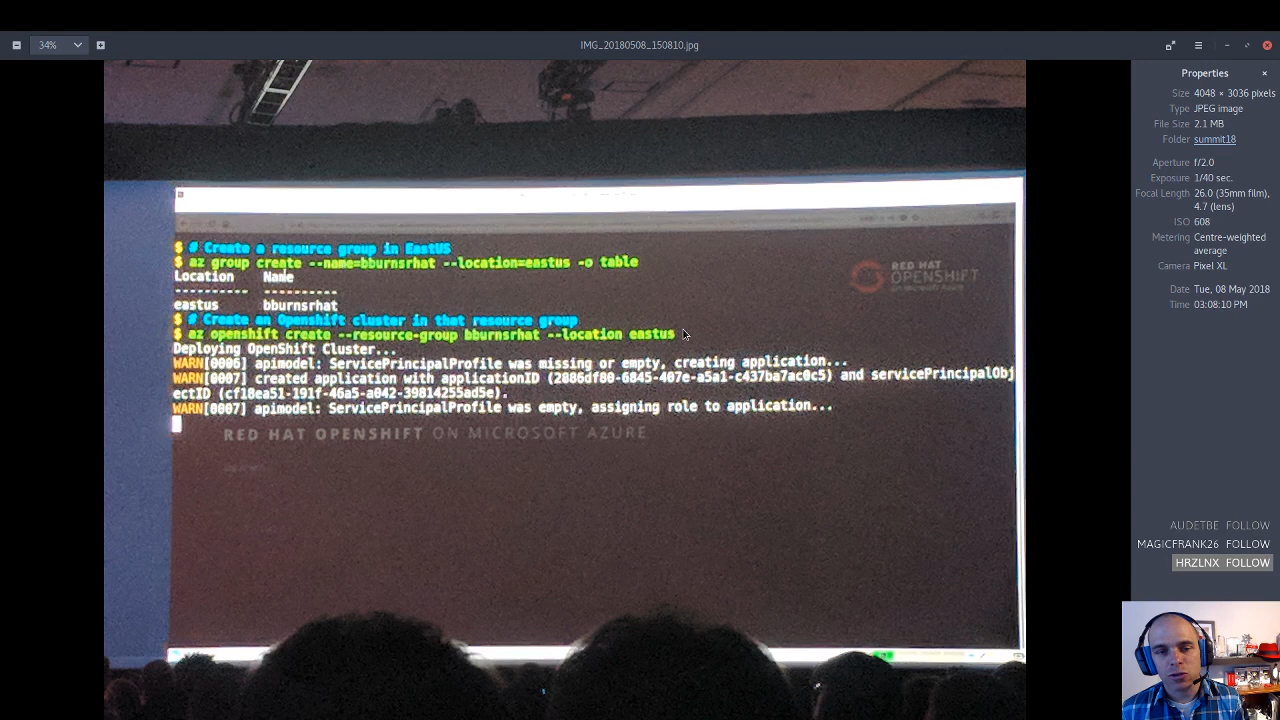 34%
IMG_20180508_150810.jpg
Properties
Size 4048 × 3036 pixels
Type JPEG image
File Size 2.1 MB
Folder summit18
Aperture f/2.0
Exposure 1/40 sec.
Focal Length 26.0 (35mm film),
4.7 (lens)
ISO 608
Metering Centre-weighted
average
Camera Pixel XL
Date Tue, 08 May 2018
Time 03:08:10 PM
$ # Create a resource group in EastUS
$ az group create --name=bburnsrhat --location=eastus -o table
Location Name
---------- ----------
eastus bburnsrhat
$ # Create an Openshift cluster in that resource group
$ az openshift create --resource-group bburnsrhat --location eastus
Deploying OpenShift Cluster...
WARN[0006] apimodel: ServicePrincipalProfile was missing or empty, creating application...
WARN[0007] created application with applicationID (2886df80-6845-407e-a5a1-c437ba7ac0c5) and servicePrincipalObj
ectID (cf18ea51-191f-46a5-a042-39814255ad5e).
WARN[0007] apimodel: ServicePrincipalProfile was empty, assigning role to application...
RED HAT
OPENSHIFT
on Microsoft Azure
RED HAT OPENSHIFT ON MICROSOFT AZURE
AUDETBE FOLLOW
MAGICFRANK26 FOLLOW
HRZLNX FOLLOW